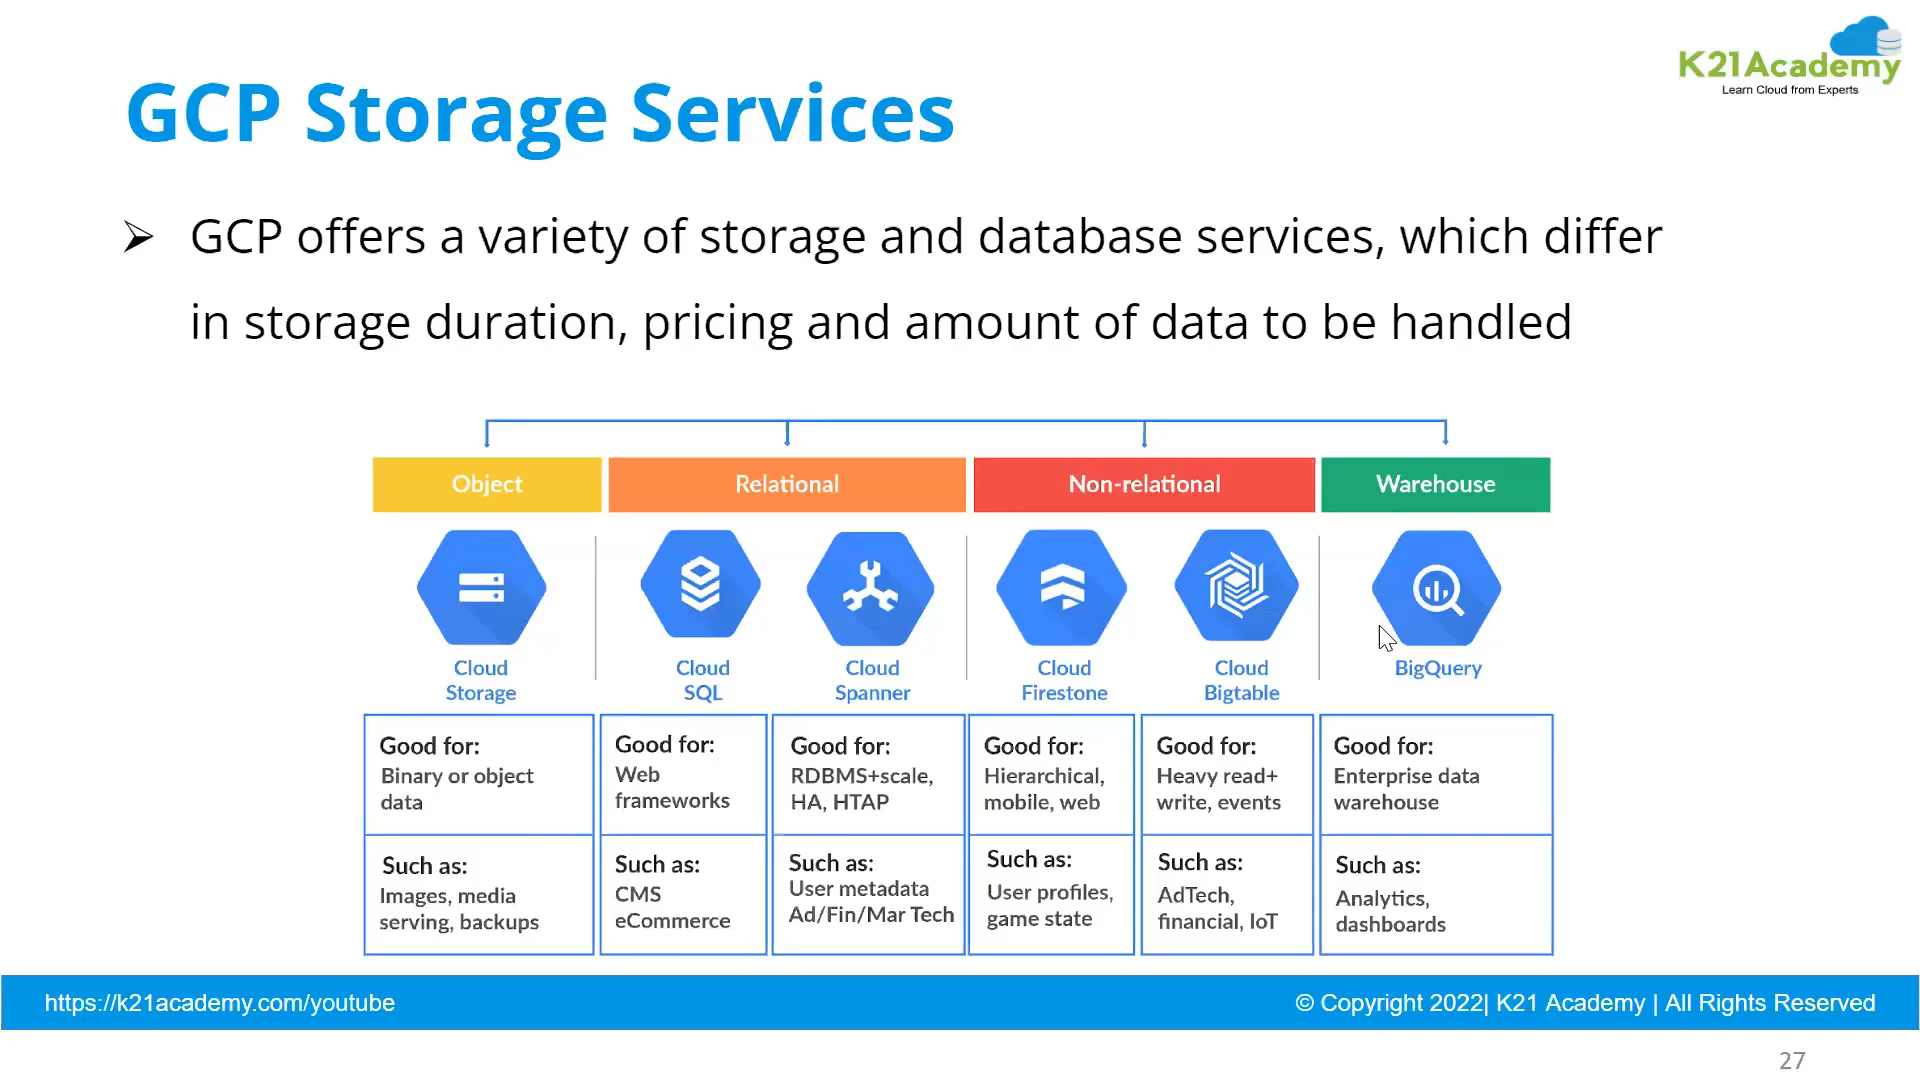 K21Academy
Learn Cloud from Experts
GCP Storage Services
GCP offers a variety of storage and database services, which differ
in storage duration, pricing and amount of data to be handled
Object
Relational
Non-relational
Warehouse
Cloud
Storage
Cloud
SQL
Cloud
Spanner
Cloud
Firestone
Cloud
Bigtable
BigQuery
Good for:
Binary or object
data
Good for:
Web
frameworks
Good for:
RDBMS+scale,
HA, HTAP
Good for:
Hierarchical,
mobile, web
Good for:
Heavy read+
write, events
Good for:
Enterprise data
warehouse
Such as:
Images, media
serving, backups
Such as:
CMS
eCommerce
Such as:
User metadata
Ad/Fin/Mar Tech
Such as:
User profiles,
game state
Such as:
AdTech,
financial, IoT
Such as:
Analytics,
dashboards
https://k21academy.com/youtube
© Copyright 2022| K21 Academy | All Rights Reserved
27